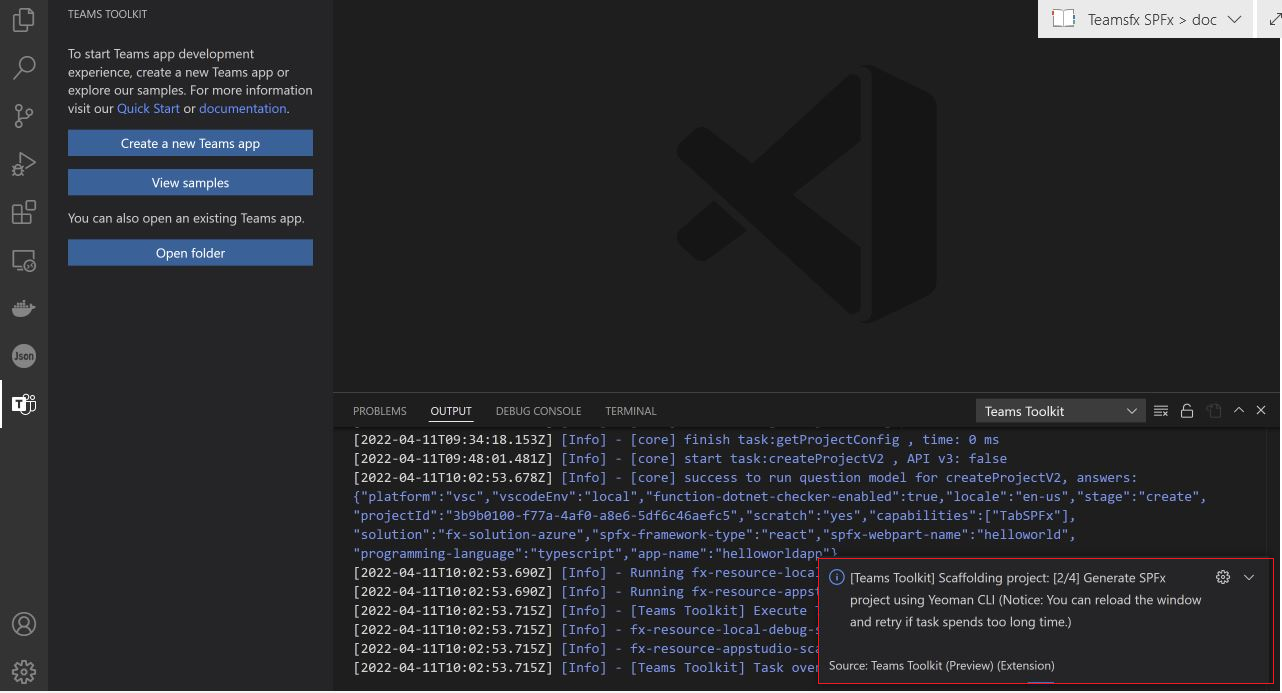 TEAMS TOOLKIT
To start Teams app development
experience, create a new Teams app or
explore our samples. For more information
visit our Quick Start or documentation.
Create a new Teams app
View samples
You can also open an existing Teams app.
Open folder
Json
T
Teamsfx SPFx > doc
PROBLEMS OUTPUT DEBUG CONSOLE TERMINAL
Teams Toolkit
[2022-04-11T09:34:18.153Z] [Info] - [core] finish task:getProjectConfig , time: 0 ms
[2022-04-11T09:48:01.481Z] [Info] - [core] start task:createProjectV2 , API v3: false
[2022-04-11T10:02:53.678Z] [Info] - [core] success to run question model for createProjectV2, answers:
{"platform":"vsc","vscodeEnv":"local","function-dotnet-checker-enabled":true,"locale":"en-us","stage":"create",
"projectId":"3b9b0100-f77a-4af0-a8e6-5df6c46aefc5","scratch":"yes","capabilities":["TabSPFx"],
"solution":"fx-solution-azure","spfx-framework-type":"react","spfx-webpart-name":"helloworld",
"programming-language":"typescript","app-name":"helloworldapp"}
[2022-04-11T10:02:53.690Z] [Info] - Running fx-resource-local
[2022-04-11T10:02:53.690Z] [Info] - Running fx-resource-appst
[2022-04-11T10:02:53.715Z] [Info] - [Teams Toolkit] Execute
[2022-04-11T10:02:53.715Z] [Info] - fx-resource-local-debug-s
[2022-04-11T10:02:53.715Z] [Info] - fx-resource-appstudio-sca
[2022-04-11T10:02:53.715Z] [Info] - [Teams Toolkit] Task over
[Teams Toolkit] Scaffolding project: [2/4] Generate SPFx
project using Yeoman CLI (Notice: You can reload the window
and retry if task spends too long time.)
Source: Teams Toolkit (Preview) (Extension)